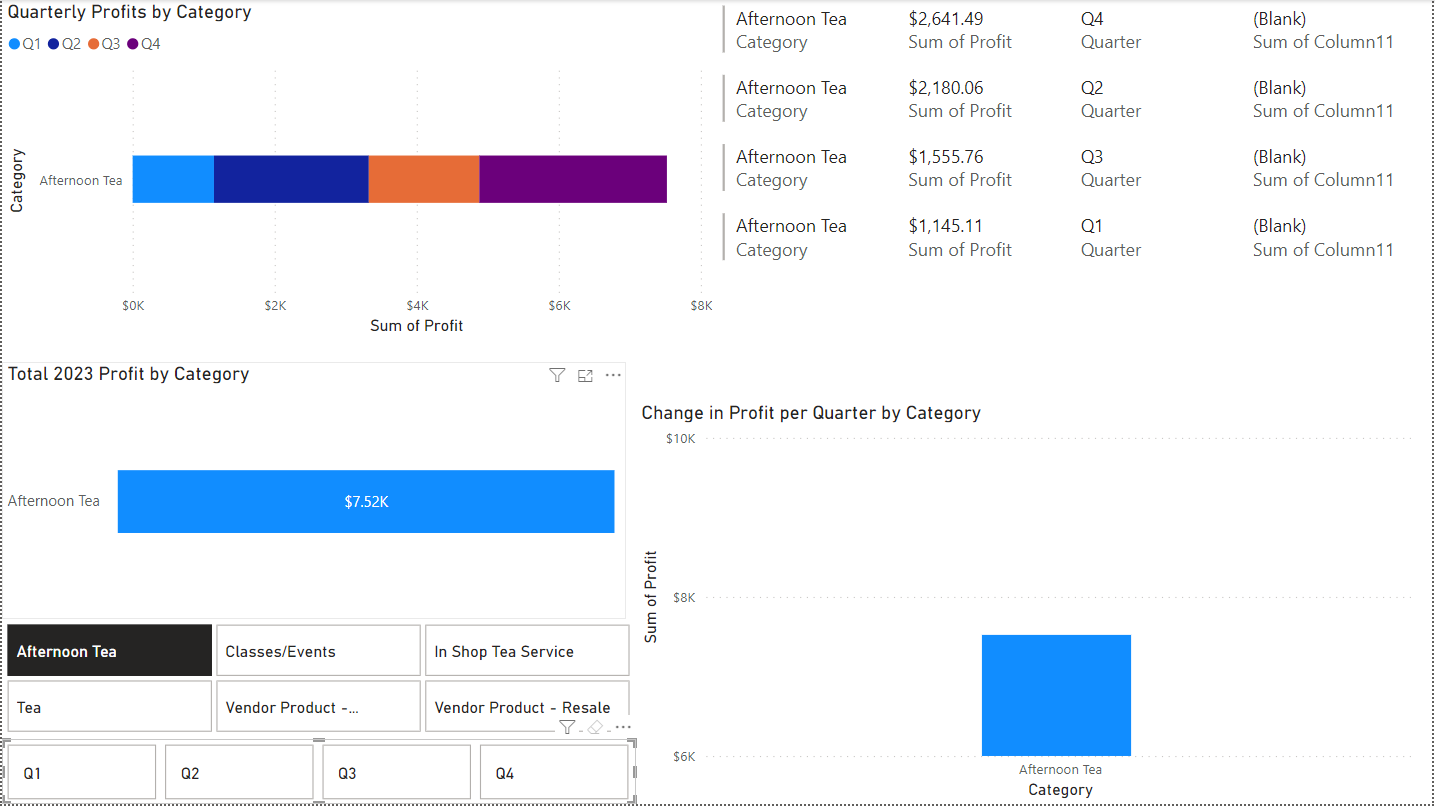 Quarterly Profits by Category
Q1 Q2 Q3 Q4
Category
Afternoon Tea
$0K $2K $4K $6K $8K
Sum of Profit
Afternoon Tea $2,641.49 Q4 (Blank)
Category Sum of Profit Quarter Sum of Column11
Afternoon Tea $2,180.06 Q2 (Blank)
Category Sum of Profit Quarter Sum of Column11
Afternoon Tea $1,555.76 Q3 (Blank)
Category Sum of Profit Quarter Sum of Column11
Afternoon Tea $1,145.11 Q1 (Blank)
Category Sum of Profit Quarter Sum of Column11
Total 2023 Profit by Category
Afternoon Tea $7.52K
Afternoon Tea Classes/Events In Shop Tea Service
Tea Vendor Product -... Vendor Product - Resale
Q1 Q2 Q3 Q4
Change in Profit per Quarter by Category
$10K
$8K
$6K
Sum of Profit
Afternoon Tea
Category